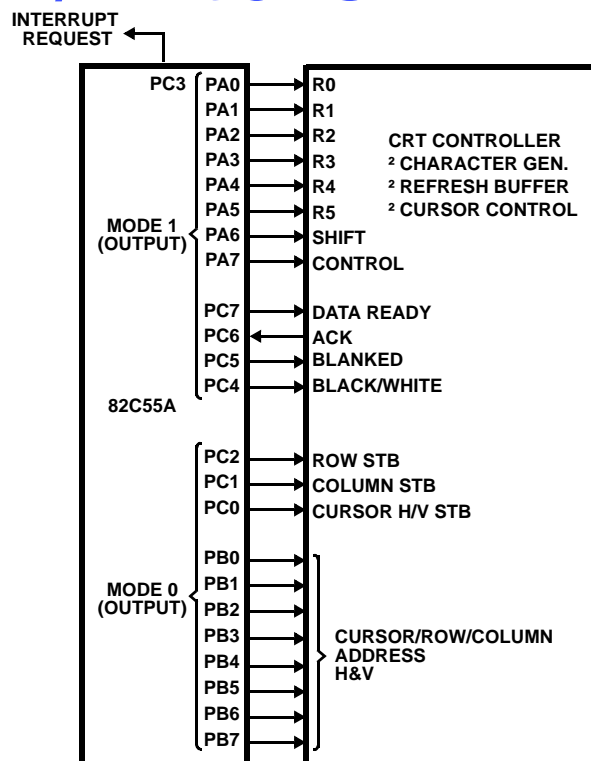 INTERRUPT
REQUEST
PC3 PA0 R0
PA1 R1
PA2 R2
PA3 R3
PA4 R4
PA5 R5
PA6 SHIFT
PA7 CONTROL
CRT CONTROLLER
² CHARACTER GEN.
² REFRESH BUFFER
² CURSOR CONTROL
MODE 1
(OUTPUT)
PC7 DATA READY
PC6 ACK
PC5 BLANKED
PC4 BLACK/WHITE
82C55A
PC2 ROW STB
PC1 COLUMN STB
PC0 CURSOR H/V STB
MODE 0
(OUTPUT)
PB0
PB1
PB2
PB3
PB4
PB5
PB6
PB7
CURSOR/ROW/COLUMN
ADDRESS
H&V